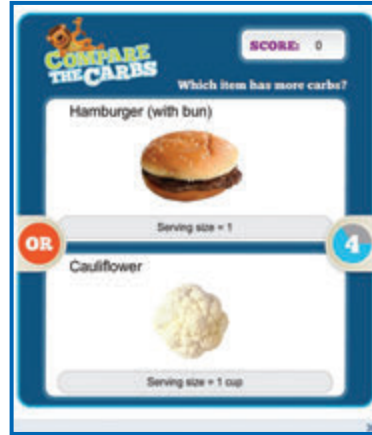 COMPARE
THE CARBS
SCORE: 0
Which item has more carbs?
Hamburger (with bun)
Serving size = 1
OR
4
Cauliflower
Serving size = 1 cup